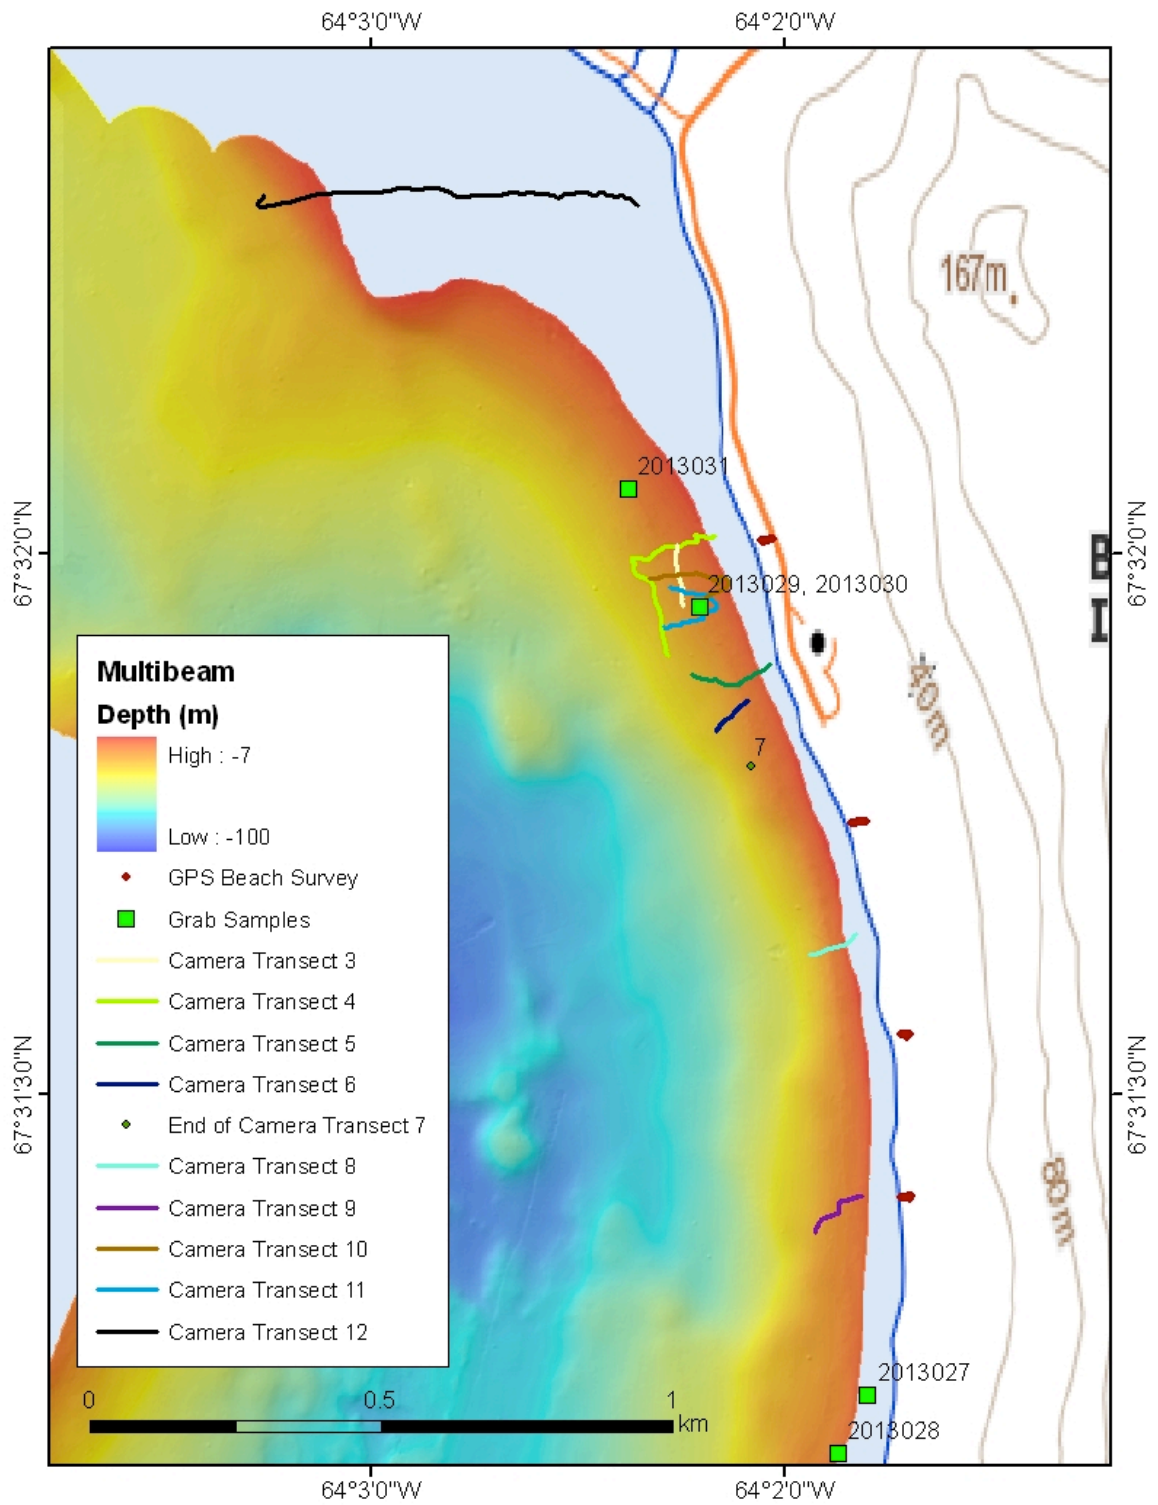 64°3'0"W 64°2'0"W
167m
2013031
67°32'0"N 67°32'0"N
B
I
2013029, 2013030
40m
7
Multibeam
Depth (m)
High : -7
Low : -100
GPS Beach Survey
Grab Samples
Camera Transect 3
Camera Transect 4
Camera Transect 5
Camera Transect 6
End of Camera Transect 7
Camera Transect 8
Camera Transect 9
Camera Transect 10
Camera Transect 11
Camera Transect 12
67°31'30"N 67°31'30"N
80m
2013027
2013028
0 0.5 1
km
64°3'0"W 64°2'0"W